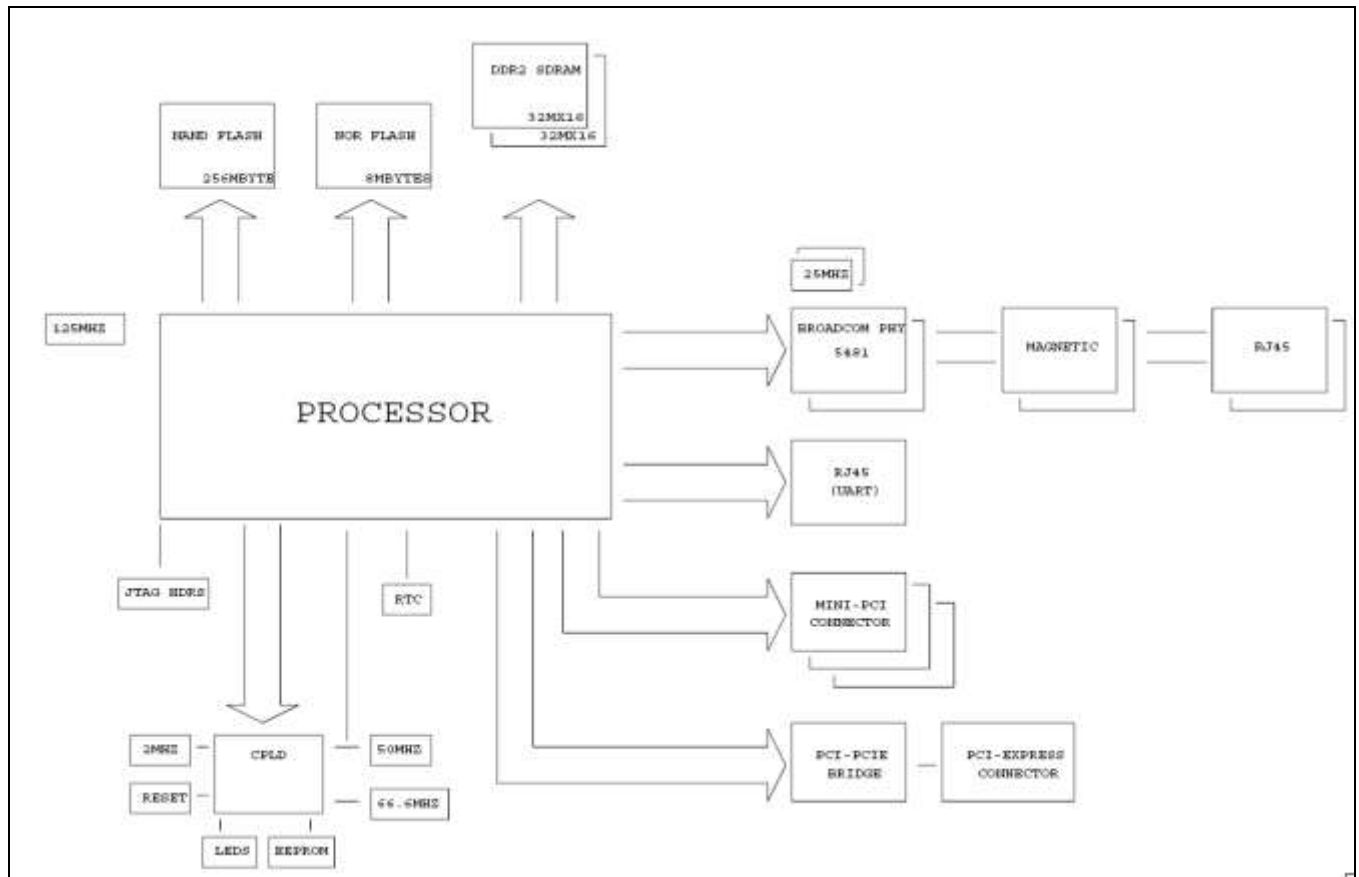 DDR2 SDRAM
32MX16
32MX16
NAND FLASH
256MBYTE
NOR FLASH
8MBYTES
25MHZ
125MHZ
BROADCOM PHY
5481
MAGNETIC
RJ45
PROCESSOR
RJ45
(UART)
JTAG HDRS
RTC
MINI-PCI
CONNECTOR
2MHZ
CPLD
50MHZ
PCI-PCIE
BRIDGE
PCI-EXPRESS
CONNECTOR
RESET
66.6MHZ
LEDS
EEPROM